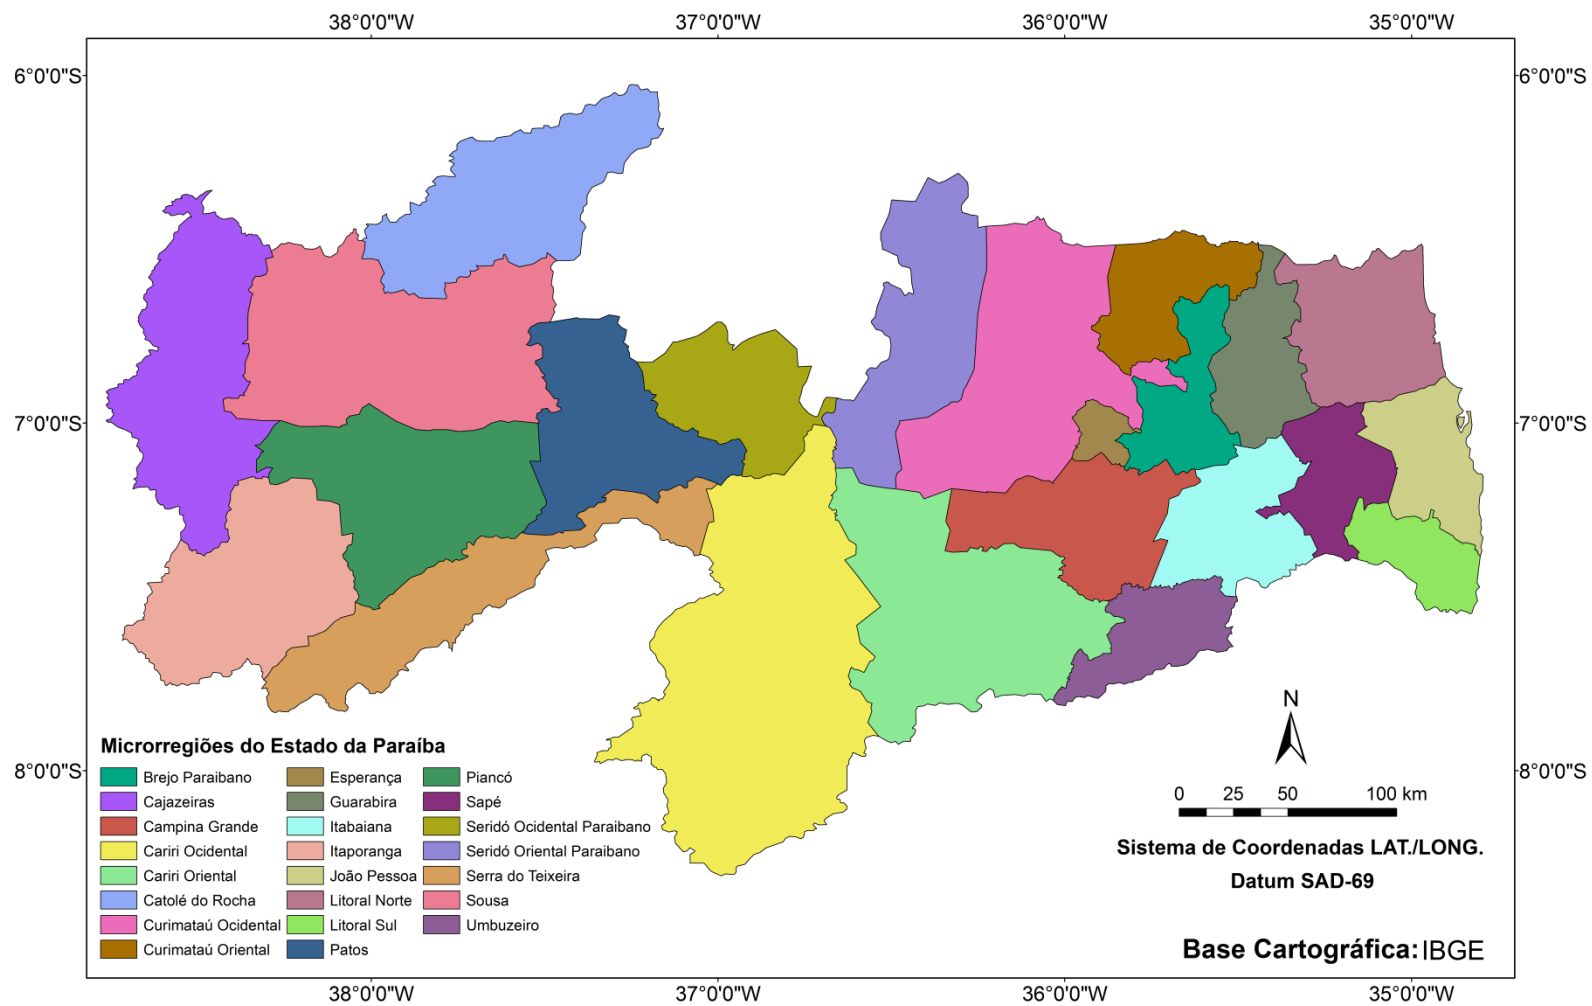 38°0'0"W 37°0'0"W 36°0'0"W 35°0'0"W
6°0'0"S 6°0'0"S
7°0'0"S 7°0'0"S
8°0'0"S 8°0'0"S
Microrregiões do Estado da Paraíba
Brejo Paraibano
Cajazeiras
Campina Grande
Cariri Ocidental
Cariri Oriental
Catolé do Rocha
Curimataú Ocidental
Curimataú Oriental
Esperança
Guarabira
Itabaiana
Itaporanga
João Pessoa
Litoral Norte
Litoral Sul
Patos
Piancó
Sapé
Seridó Ocidental Paraibano
Seridó Oriental Paraibano
Serra do Teixeira
Sousa
Umbuzeiro
N
0 25 50 100 km
Sistema de Coordenadas LAT./LONG.
Datum SAD-69
Base Cartográfica: IBGE
38°0'0"W 37°0'0"W 36°0'0"W 35°0'0"W